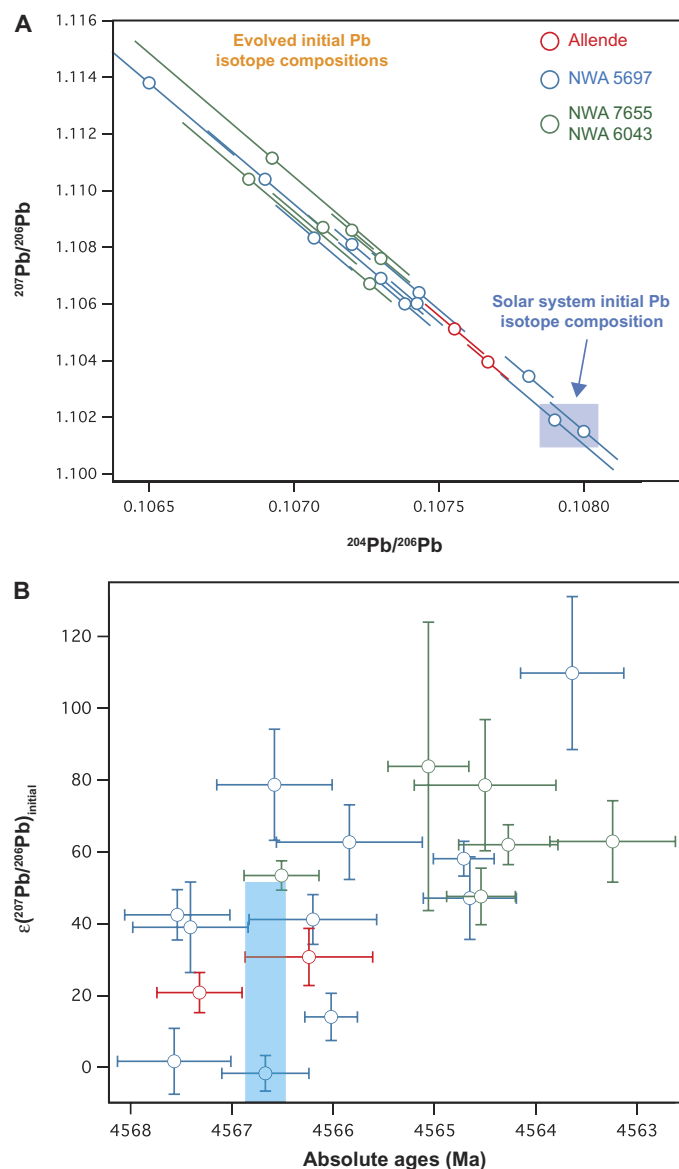 A
1.116
1.114
1.112
1.110
1.108
1.106
1.104
1.102
1.100
²⁰⁷Pb/²⁰⁶Pb
Evolved initial Pb
isotope compositions
Allende
NWA 5697
NWA 7655
NWA 6043
Solar system initial Pb
isotope composition
0.1065
0.1070
0.1075
0.1080
²⁰⁴Pb/²⁰⁶Pb
B
120
100
80
60
40
20
0
ε(²⁰⁷Pb/²⁰⁶Pb)initial
4568
4567
4566
4565
4564
4563
Absolute ages (Ma)